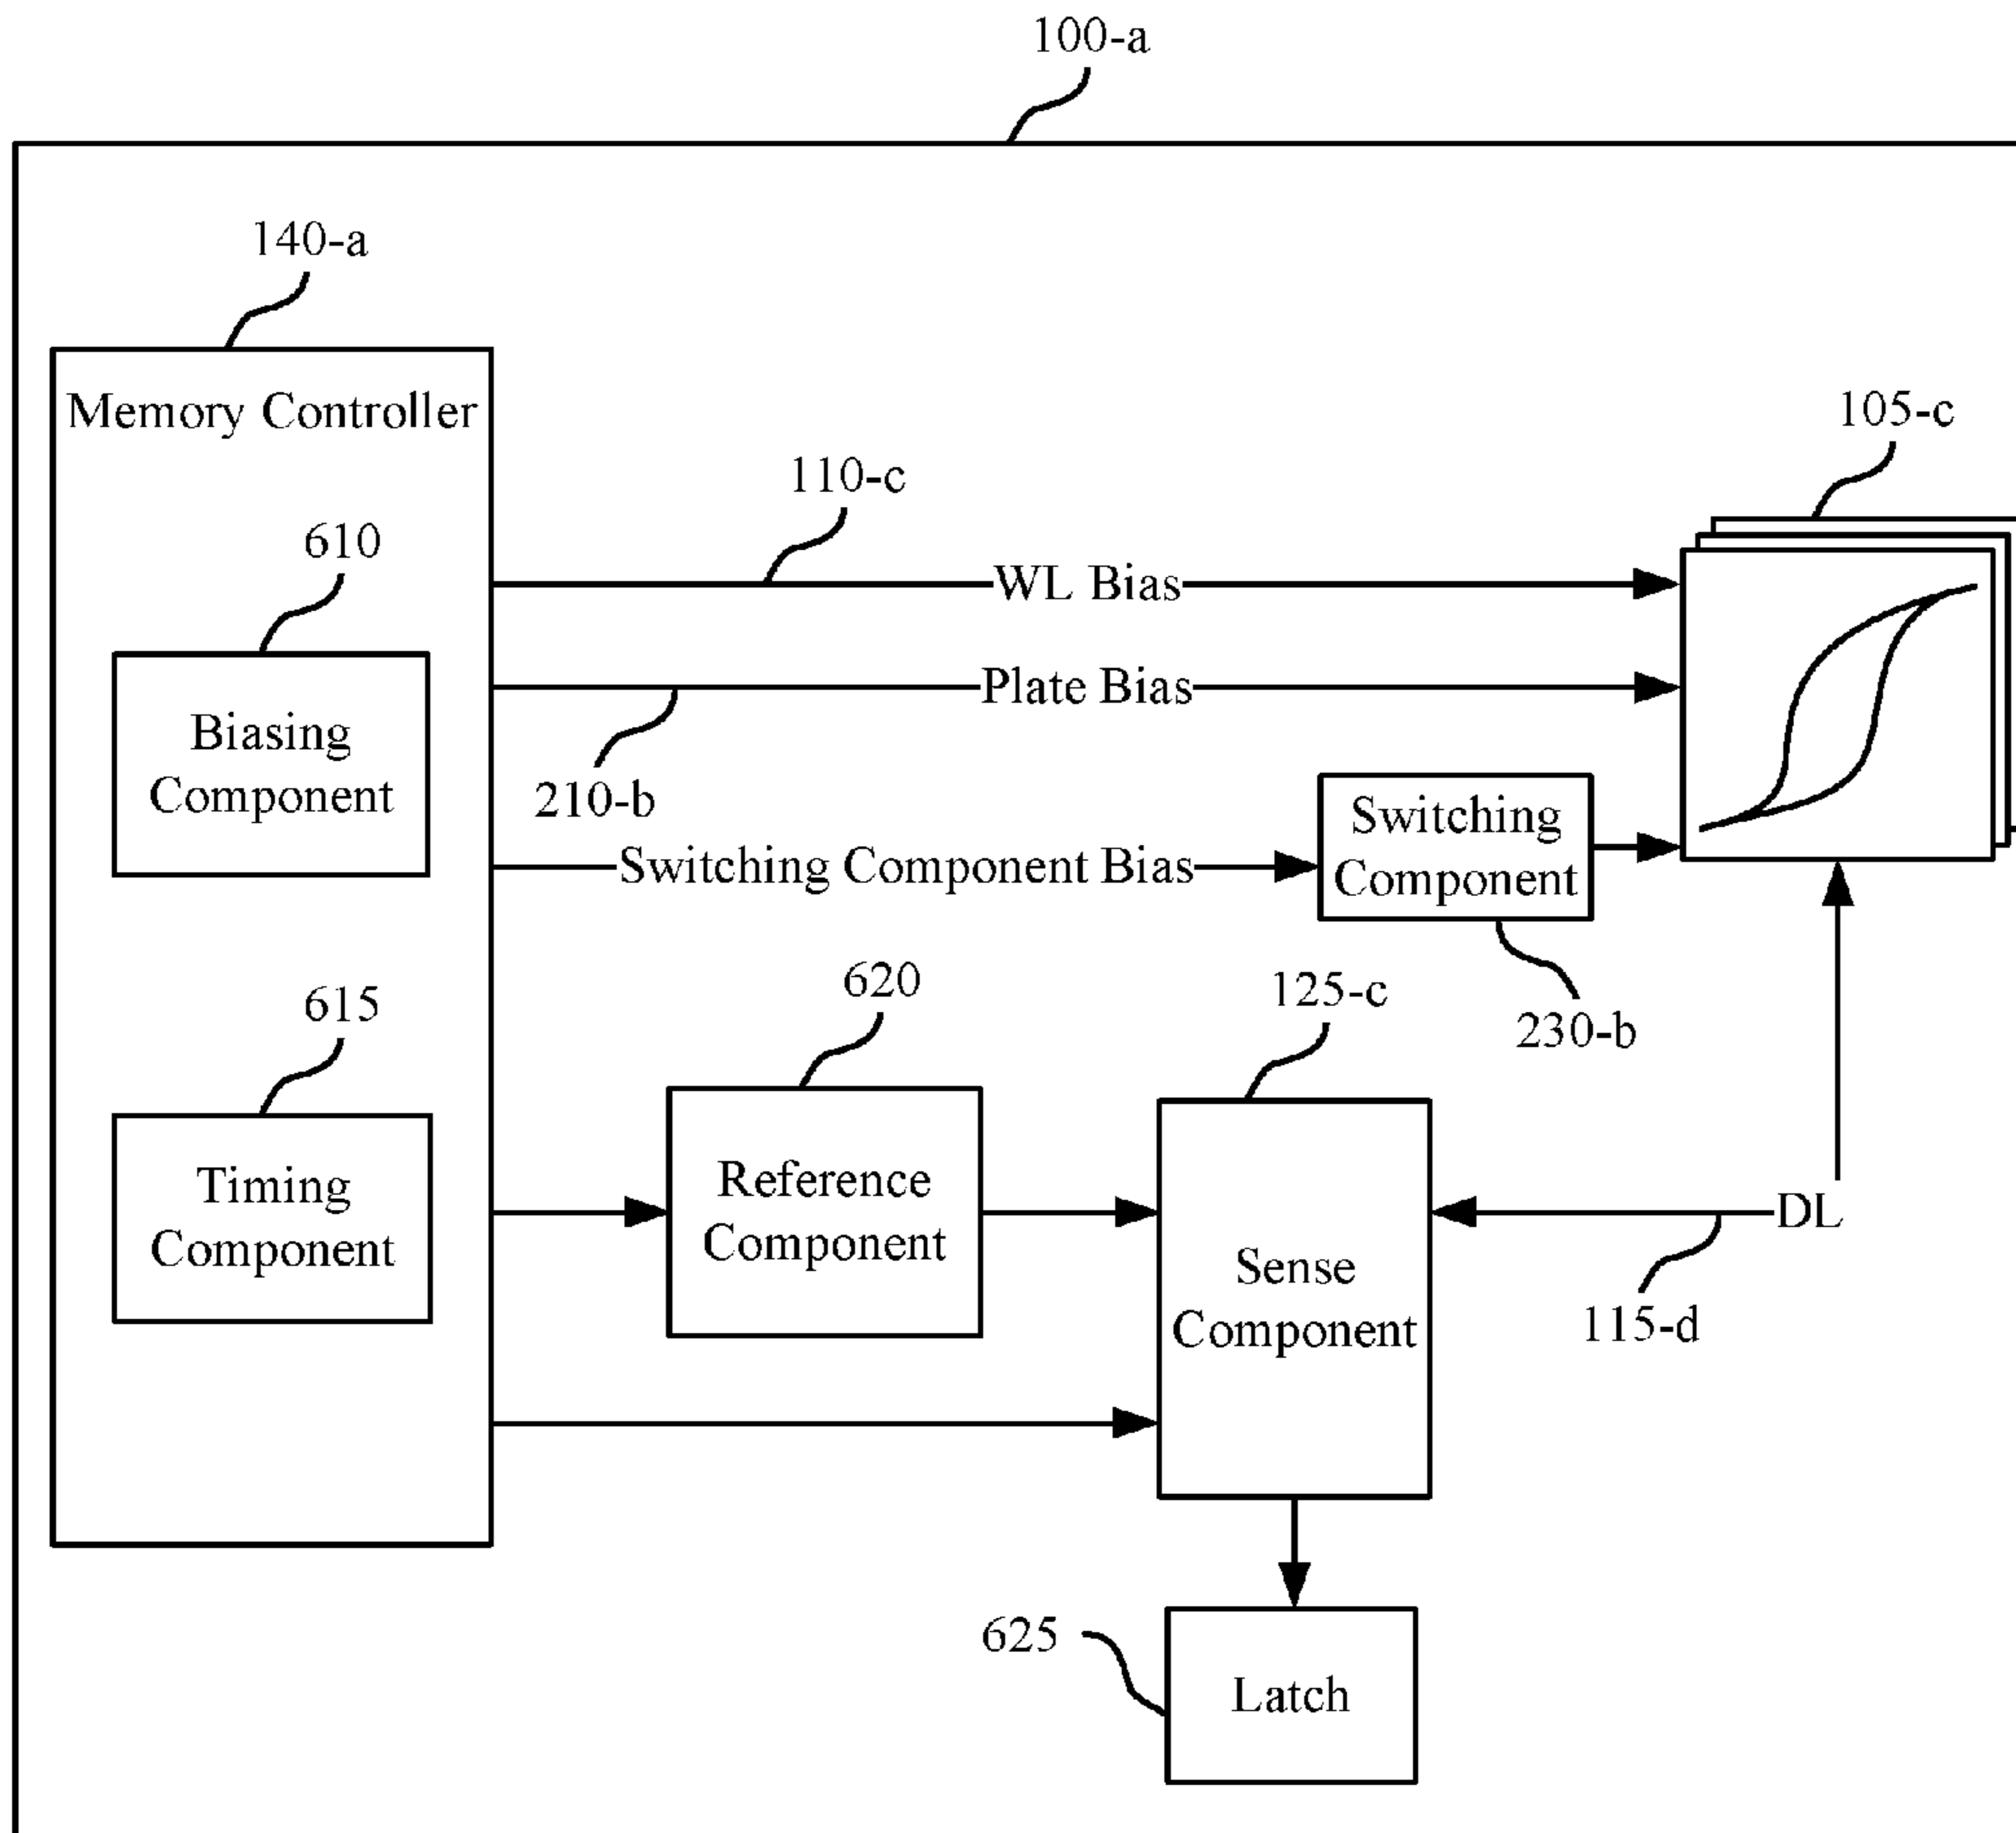 100-a
140-a
Memory Controller
105-c
110-c
610
WL Bias
Plate Bias
Biasing
Component
210-b
Switching
Component
Switching Component Bias
230-b
615
620
125-c
Timing
Component
Reference
Component
DL
Sense
Component
115-d
625
Latch